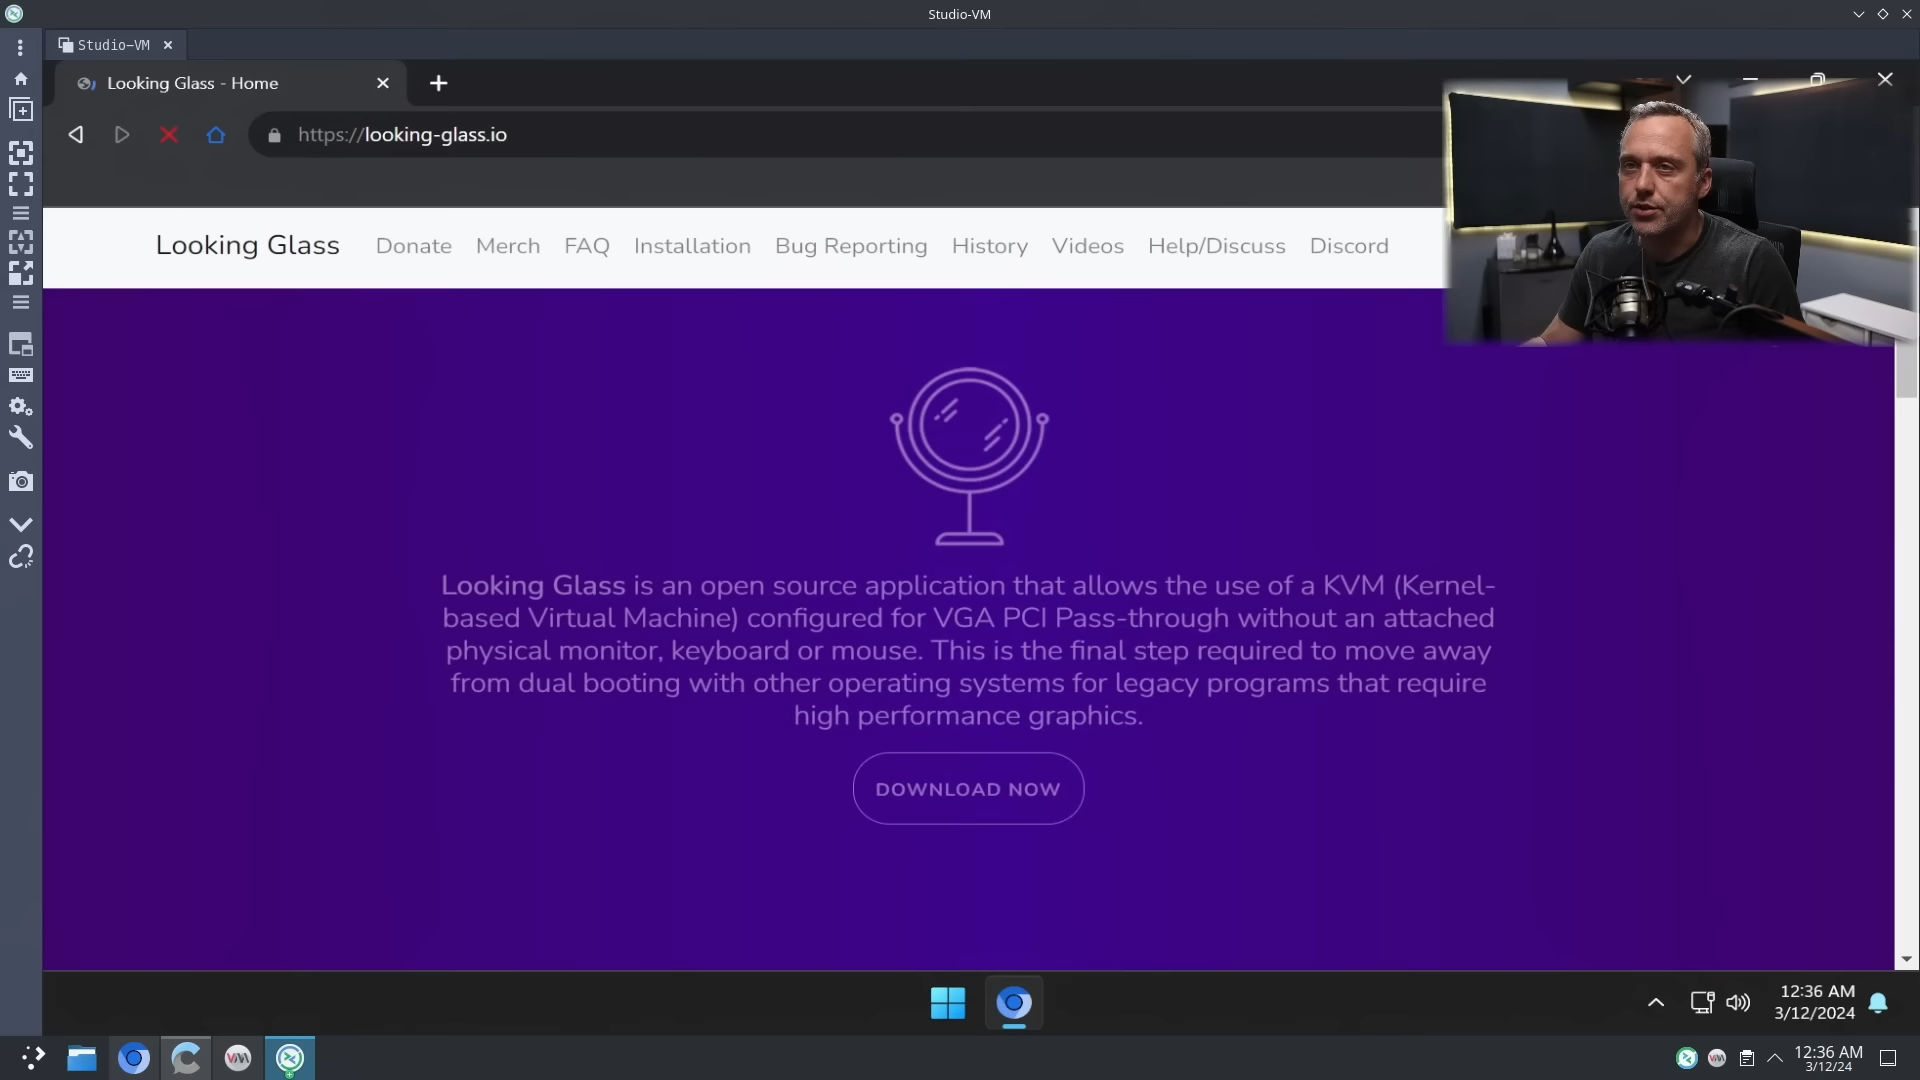 Studio-VM
Studio-VM
Looking Glass - Home
https://looking-glass.io
Looking Glass Donate Merch FAQ Installation Bug Reporting History Videos Help/Discuss Discord
Looking Glass is an open source application that allows the use of a KVM (Kernel-
based Virtual Machine) configured for VGA PCI Pass-through without an attached
physical monitor, keyboard or mouse. This is the final step required to move away
from dual booting with other operating systems for legacy programs that require
high performance graphics.
DOWNLOAD NOW
12:36 AM
3/12/2024
12:36 AM
3/12/24